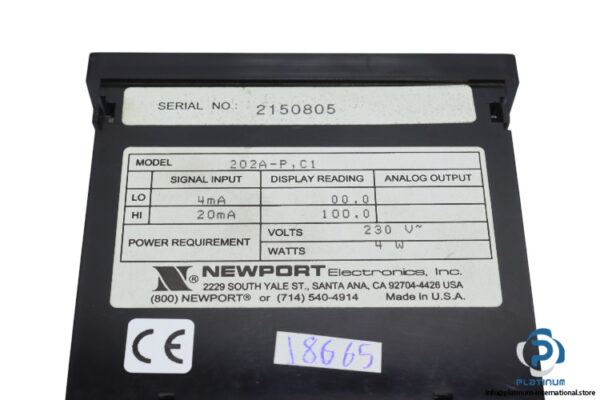 SERIAL NO.: 2150805
MODEL 202A-P,C1
SIGNAL INPUT DISPLAY READING ANALOG OUTPUT
LO 4mA 00.0
HI 20mA 100.0
POWER REQUIREMENT VOLTS 230 V~
WATTS 4 W
N® NEWPORT Electronics, Inc.
2229 SOUTH YALE ST., SANTA ANA, CA 92704-4426 USA
(800) NEWPORT® or (714) 540-4914 Made in U.S.A.
CE
18665
PLATINUM
INTERNATIONAL
info@platinum-international.store